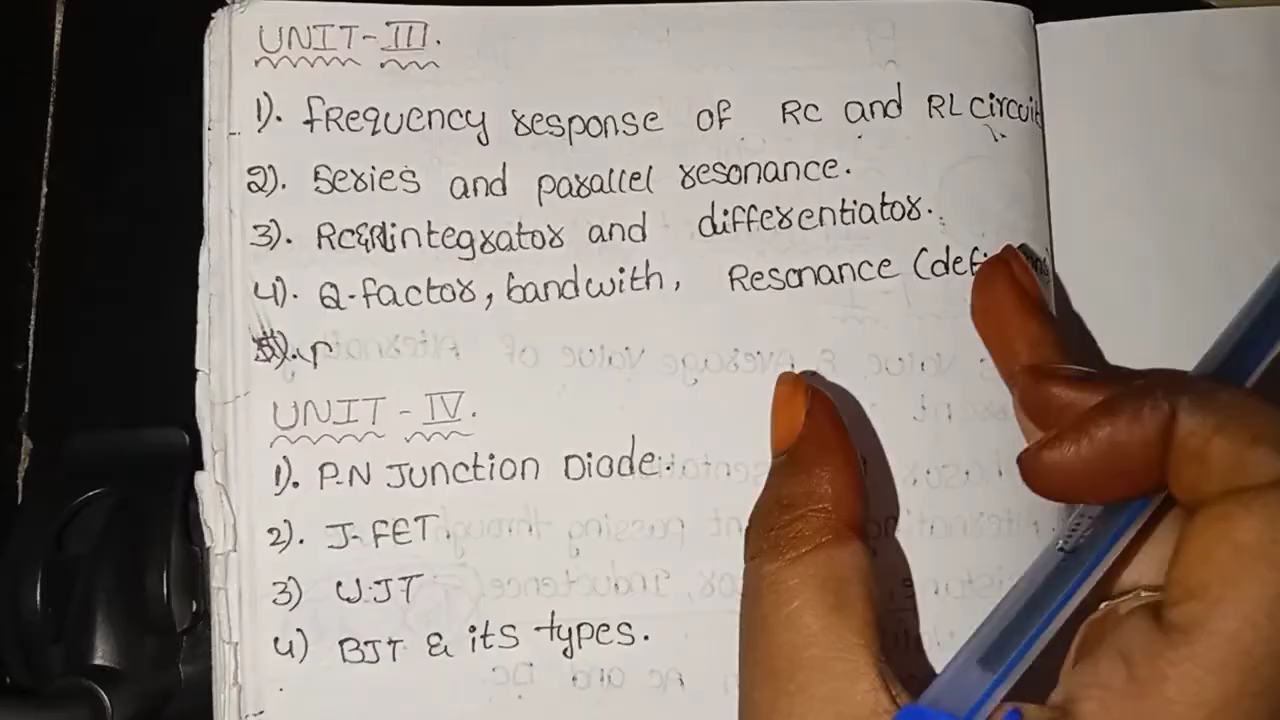 UNIT-III.
1). Frequency response of RC and RL circuit
2). Series and parallel resonance.
3). RC&RL integrator and differentiator.
4). Q-factor, bandwith, Resonance
UNIT-IV.
1). P-N Junction Diode.
2). J-FET.
3) UJT
4) BJT & its types.